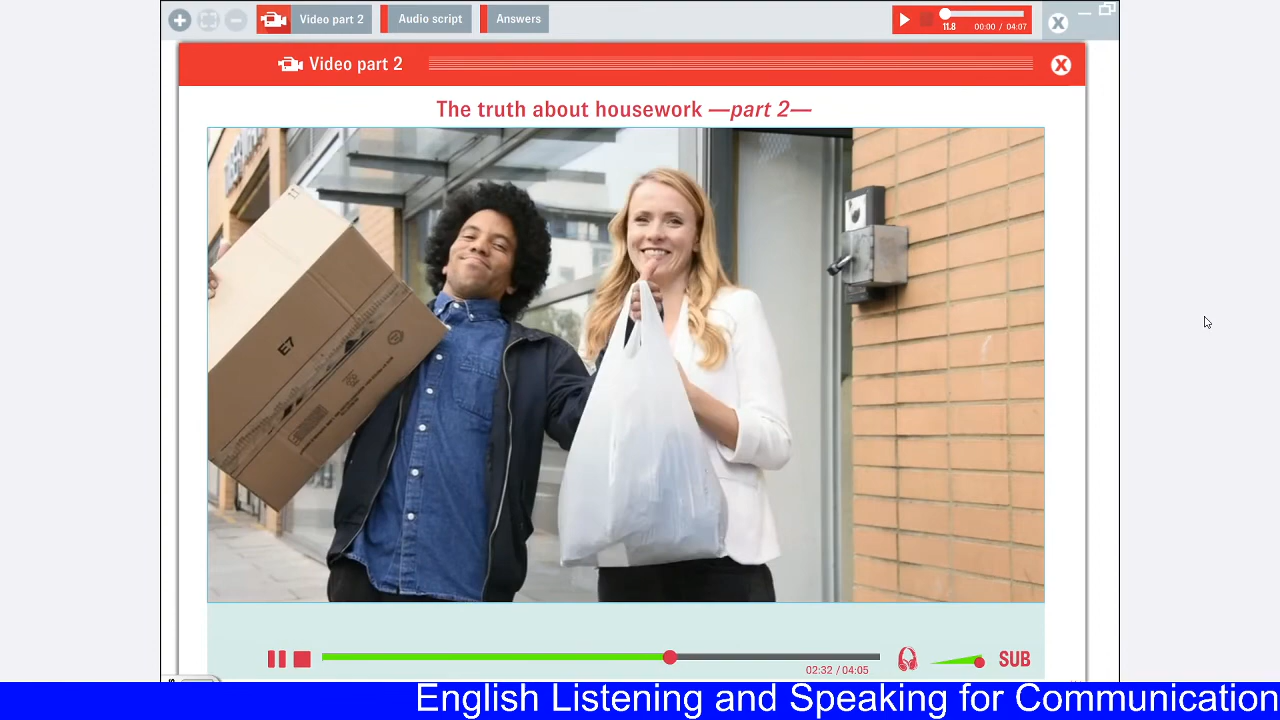 Video part 2
Audio script
Answers
11.8
00:00 / 04:07
Video part 2
The truth about housework —part 2—
E7
02:32 / 04:05
SUB
English Listening and Speaking for Communication